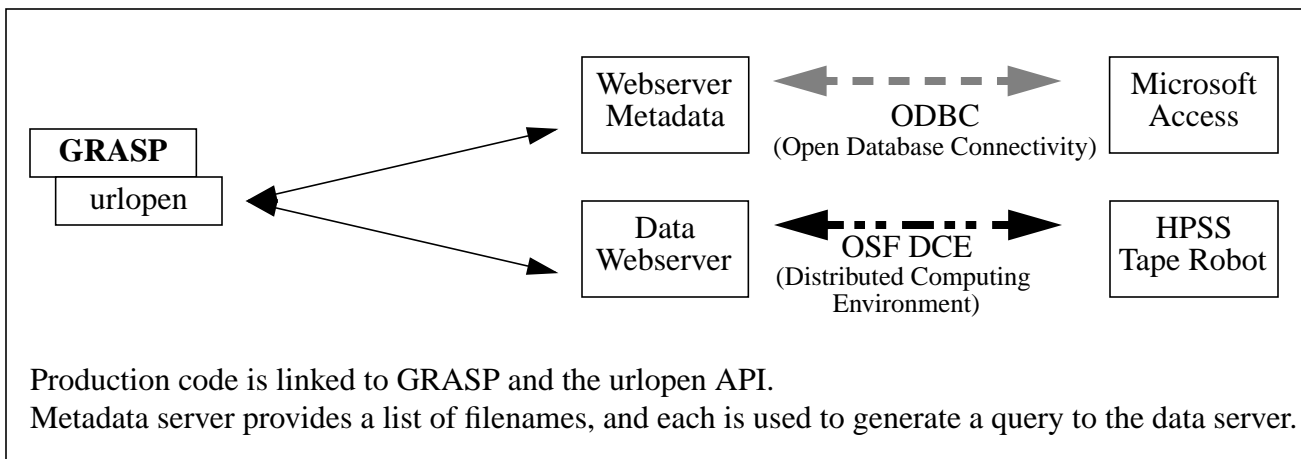 GRASP
urlopen
Webserver
Metadata
ODBC
(Open Database Connectivity)
Microsoft
Access
Data
Webserver
OSF DCE
(Distributed Computing
Environment)
HPSS
Tape Robot
Production code is linked to GRASP and the urlopen API.
Metadata server provides a list of filenames, and each is used to generate a query to the data server.